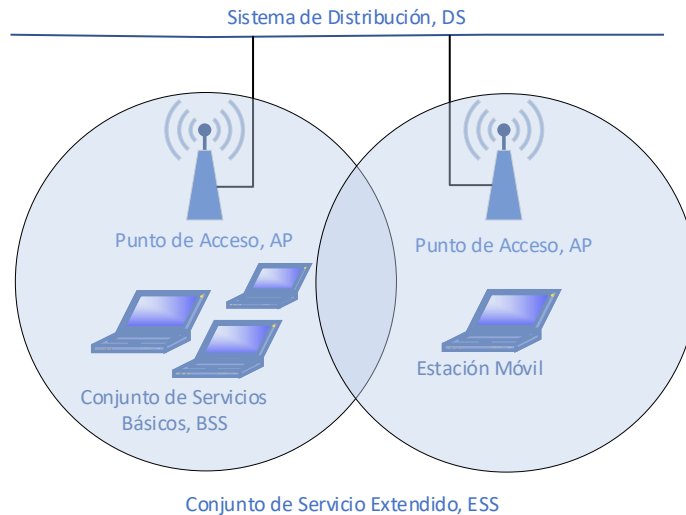 Sistema de Distribución, DS
Punto de Acceso, AP
Punto de Acceso, AP
Estación Móvil
Conjunto de Servicios
Básicos, BSS
Conjunto de Servicio Extendido, ESS